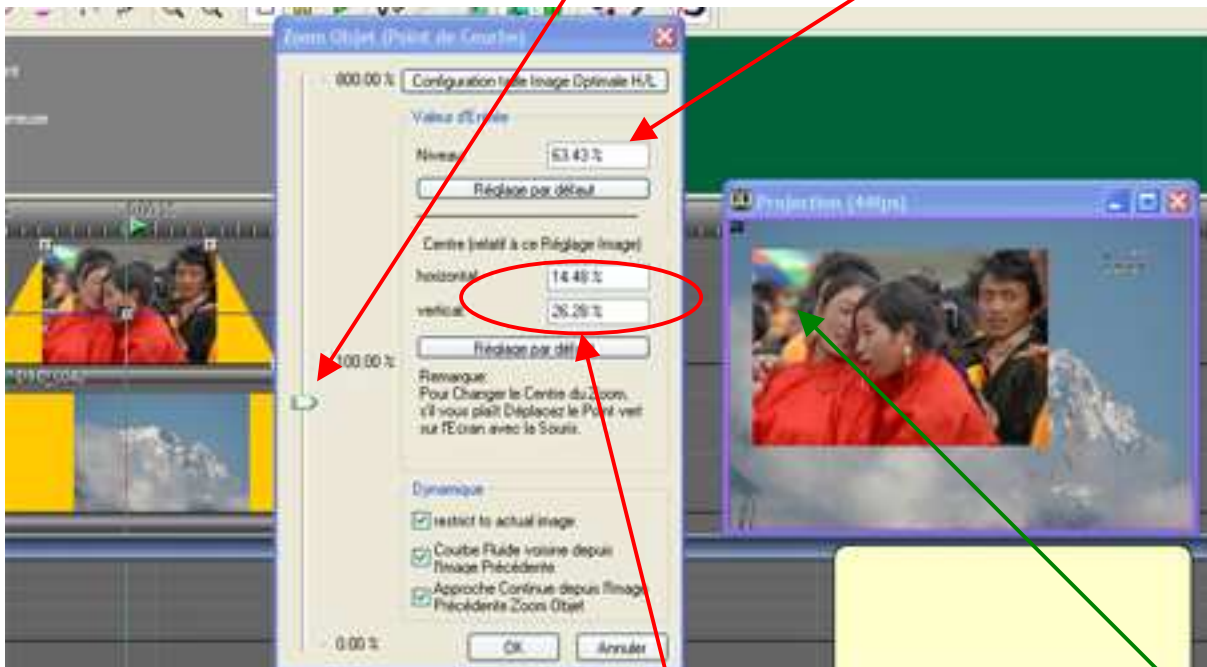 Zoom Objet (Point de Courbe)
800.00 %
Configuration taille Image Optimale H/L
Valeur d'Entrée
Niveau
63.43 %
Réglage par défaut
Centre (relatif à ce Réglage Image)
horizontal
14.48 %
vertical
26.28 %
Réglage par défaut
100.00 %
Remarque:
Pour Changer le Centre du Zoom,
s'il vous plaît Déplacez le Point vert
sur l'Ecran avec la Souris.
Dynamique
restrict to actual image
Courbe Fluide voisine depuis
l'Image Précédente
Approche Continue depuis l'Image
Précédente Zoom Objet
0.00 %
OK
Annuler
Projection